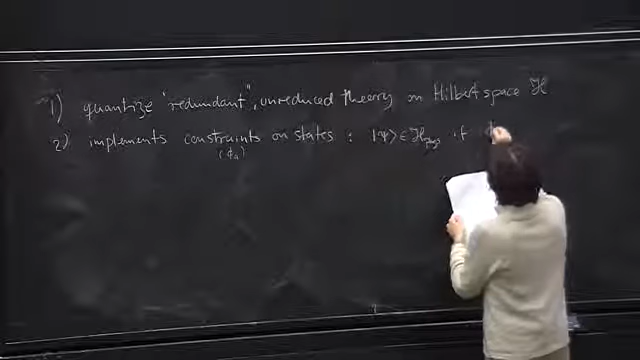 1) quantize "redundant", unreduced theory on Hilbert space ℋ
2) implements constraints on states : |ψ⟩ ∈ ℋ_phys if
(ϕ_a)